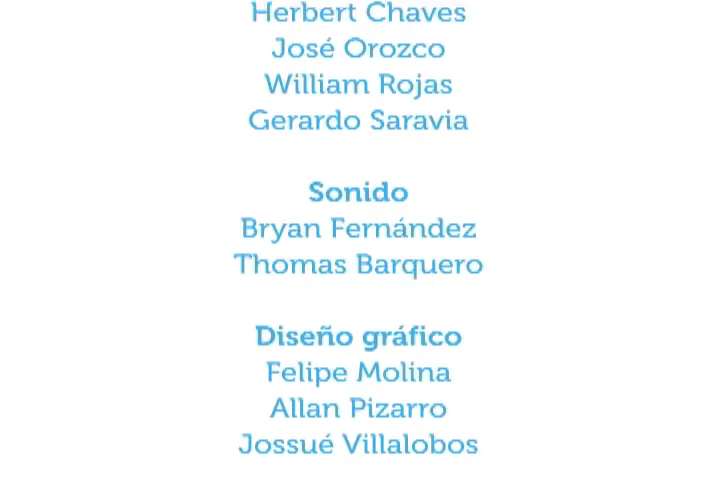 Herbert Chaves
José Orozco
William Rojas
Gerardo Saravia
Sonido
Bryan Fernández
Thomas Barquero
Diseño gráfico
Felipe Molina
Allan Pizarro
Jossué Villalobos